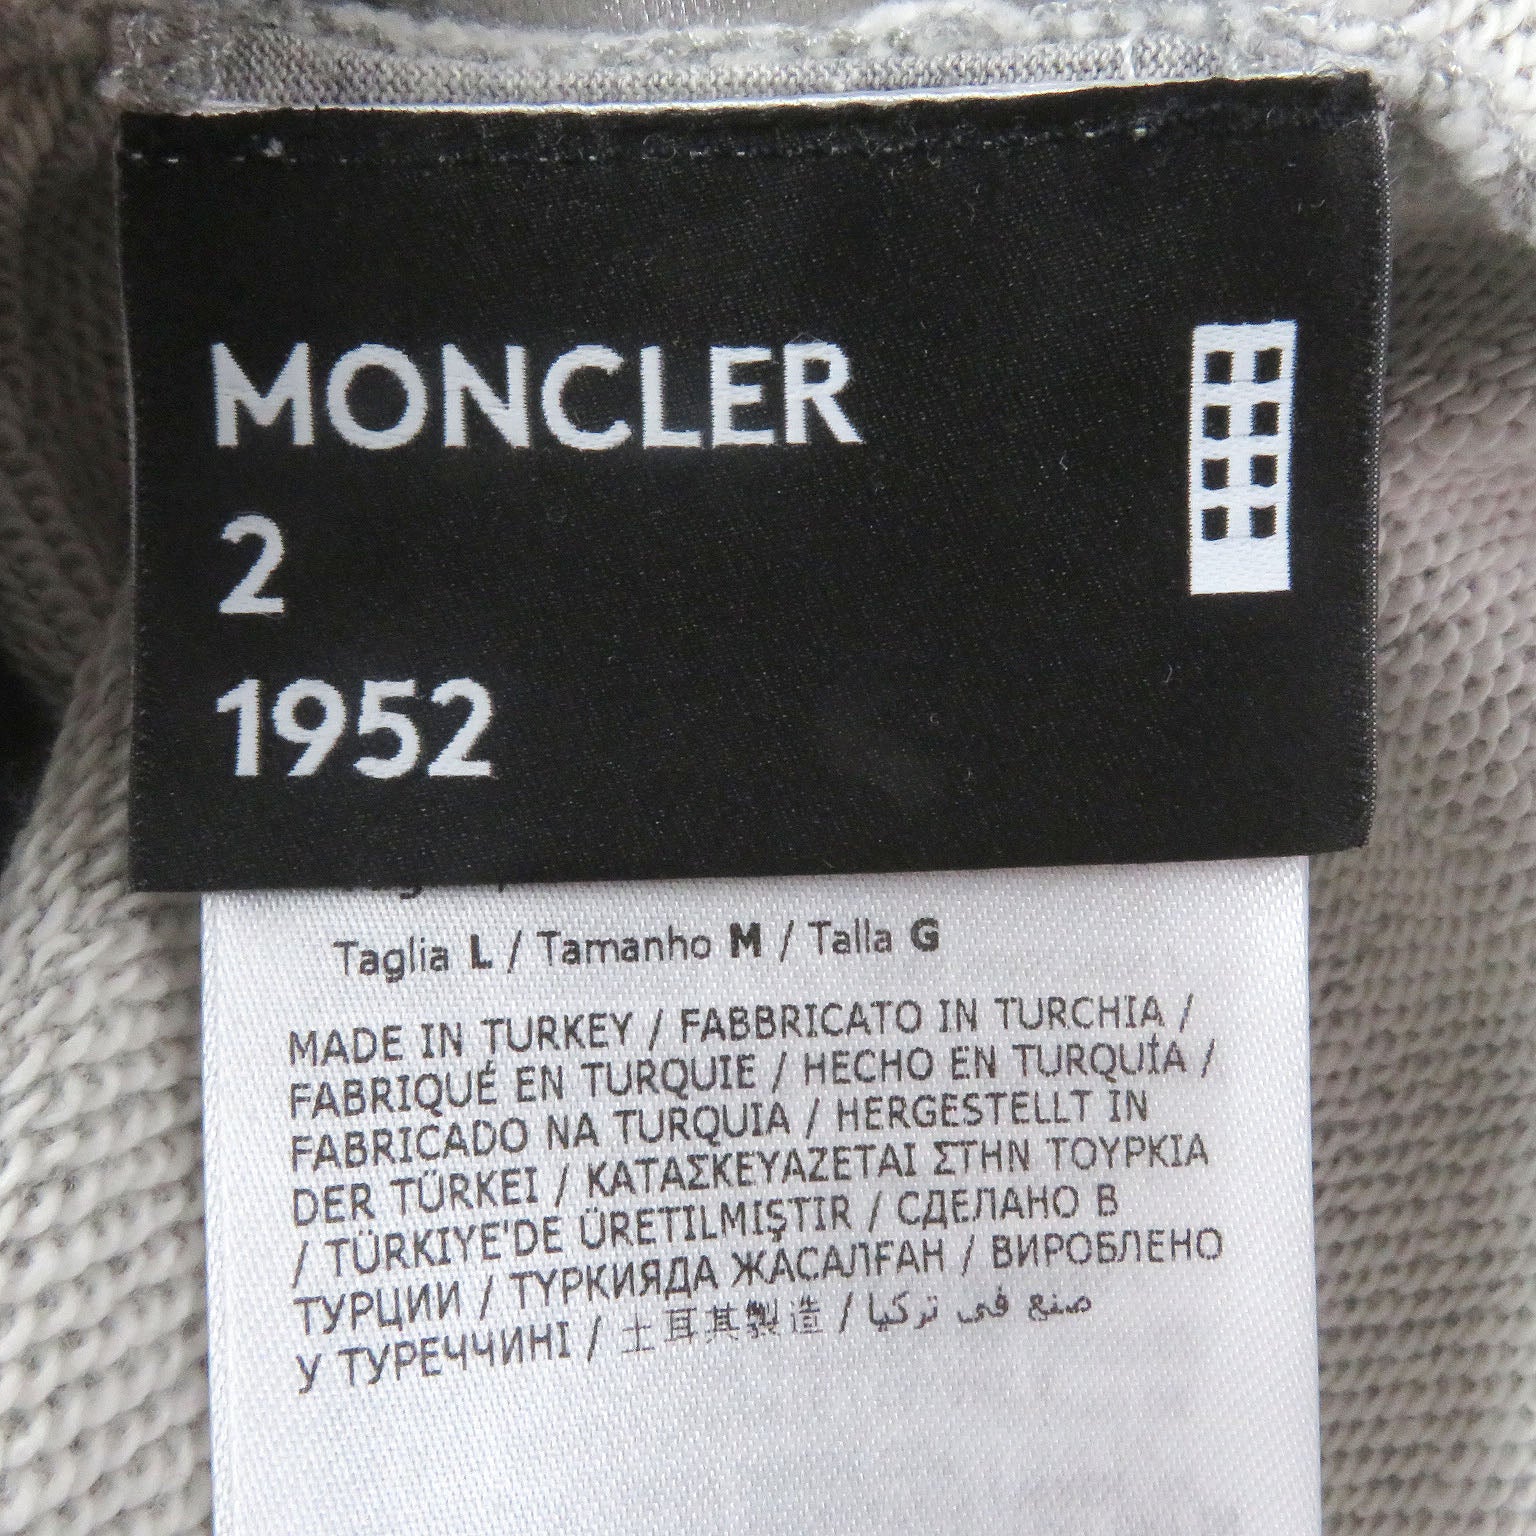 MONCLER
2
1952
Taglia L / Tamanho M / Talla G
MADE IN TURKEY / FABBRICATO IN TURCHIA /
FABRIQUÉ EN TURQUIE / HECHO EN TURQUÍA /
FABRICADO NA TURQUIA / HERGESTELLT IN
DER TÜRKEI / ΚΑΤΑΣΚΕΥΑΖΕΤΑΙ ΣΤΗΝ ΤΟΥΡΚΙΑ
/ TÜRKIYE'DE ÜRETILMIŞTIR / СДЕЛАНО В
ТУРЦИИ / ТҮРКИЯДА ЖАСАЛҒАН / ВИРОБЛЕНО
У ТУРЕЧЧИНІ / 土耳其製造 / صنع في تركيا